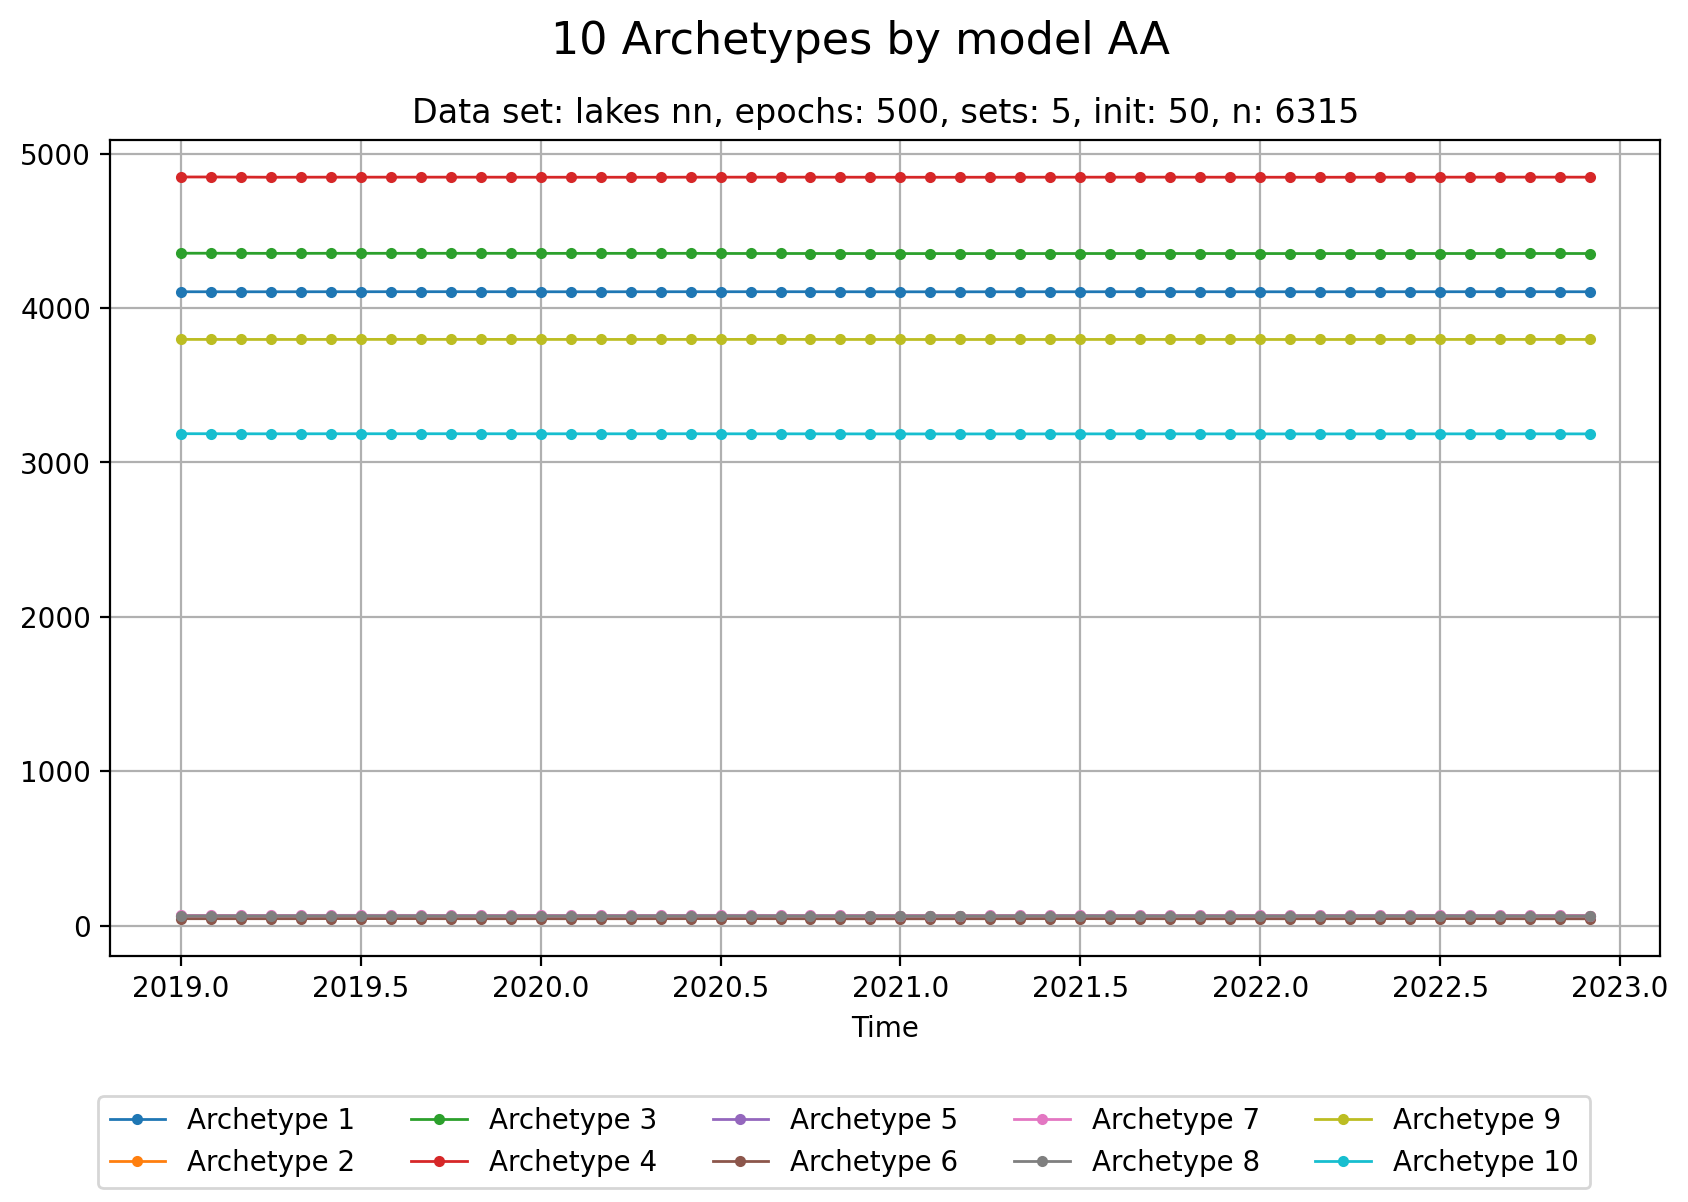 10 Archetypes by model AA
Data set: lakes nn, epochs: 500, sets: 5, init: 50, n: 6315
5000
4000
3000
2000
1000
0
2019.0 2019.5 2020.0 2020.5 2021.0 2021.5 2022.0 2022.5 2023.0
Time
Archetype 1 Archetype 3 Archetype 5 Archetype 7 Archetype 9
Archetype 2 Archetype 4 Archetype 6 Archetype 8 Archetype 10